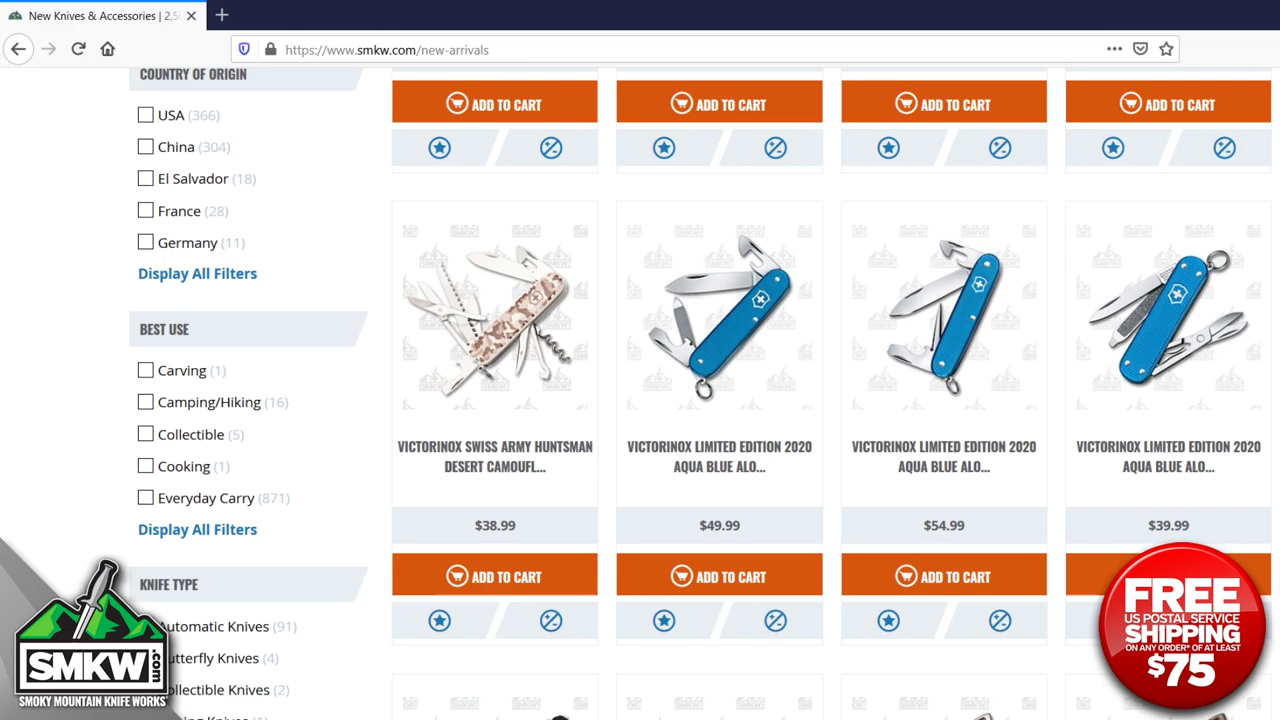 New Knives & Accessories | 2,50
https://www.smkw.com/new-arrivals
COUNTRY OF ORIGIN
USA (366)
China (304)
El Salvador (18)
France (28)
Germany (11)
Display All Filters
BEST USE
Carving (1)
Camping/Hiking (16)
Collectible (5)
Cooking (1)
Everyday Carry (871)
Display All Filters
KNIFE TYPE
Automatic Knives (91)
utterfly Knives (4)
ollectible Knives (2)
ADD TO CART
ADD TO CART
ADD TO CART
ADD TO CART
VICTORINOX SWISS ARMY HUNTSMAN
DESERT CAMOUFL...
$38.99
ADD TO CART
VICTORINOX LIMITED EDITION 2020
AQUA BLUE ALO...
$49.99
ADD TO CART
VICTORINOX LIMITED EDITION 2020
AQUA BLUE ALO...
$54.99
ADD TO CART
VICTORINOX LIMITED EDITION 2020
AQUA BLUE ALO...
$39.99
SMKW.com
SMOKY MOUNTAIN KNIFE WORKS
FREE
US POSTAL SERVICE
SHIPPING
ON ANY ORDER* OF AT LEAST
$75